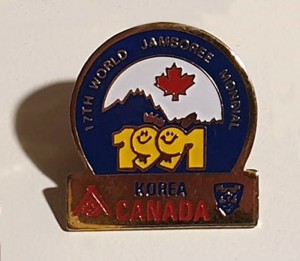 17TH WORLD JAMBOREE MONDIAL
1991
KOREA
CANADA